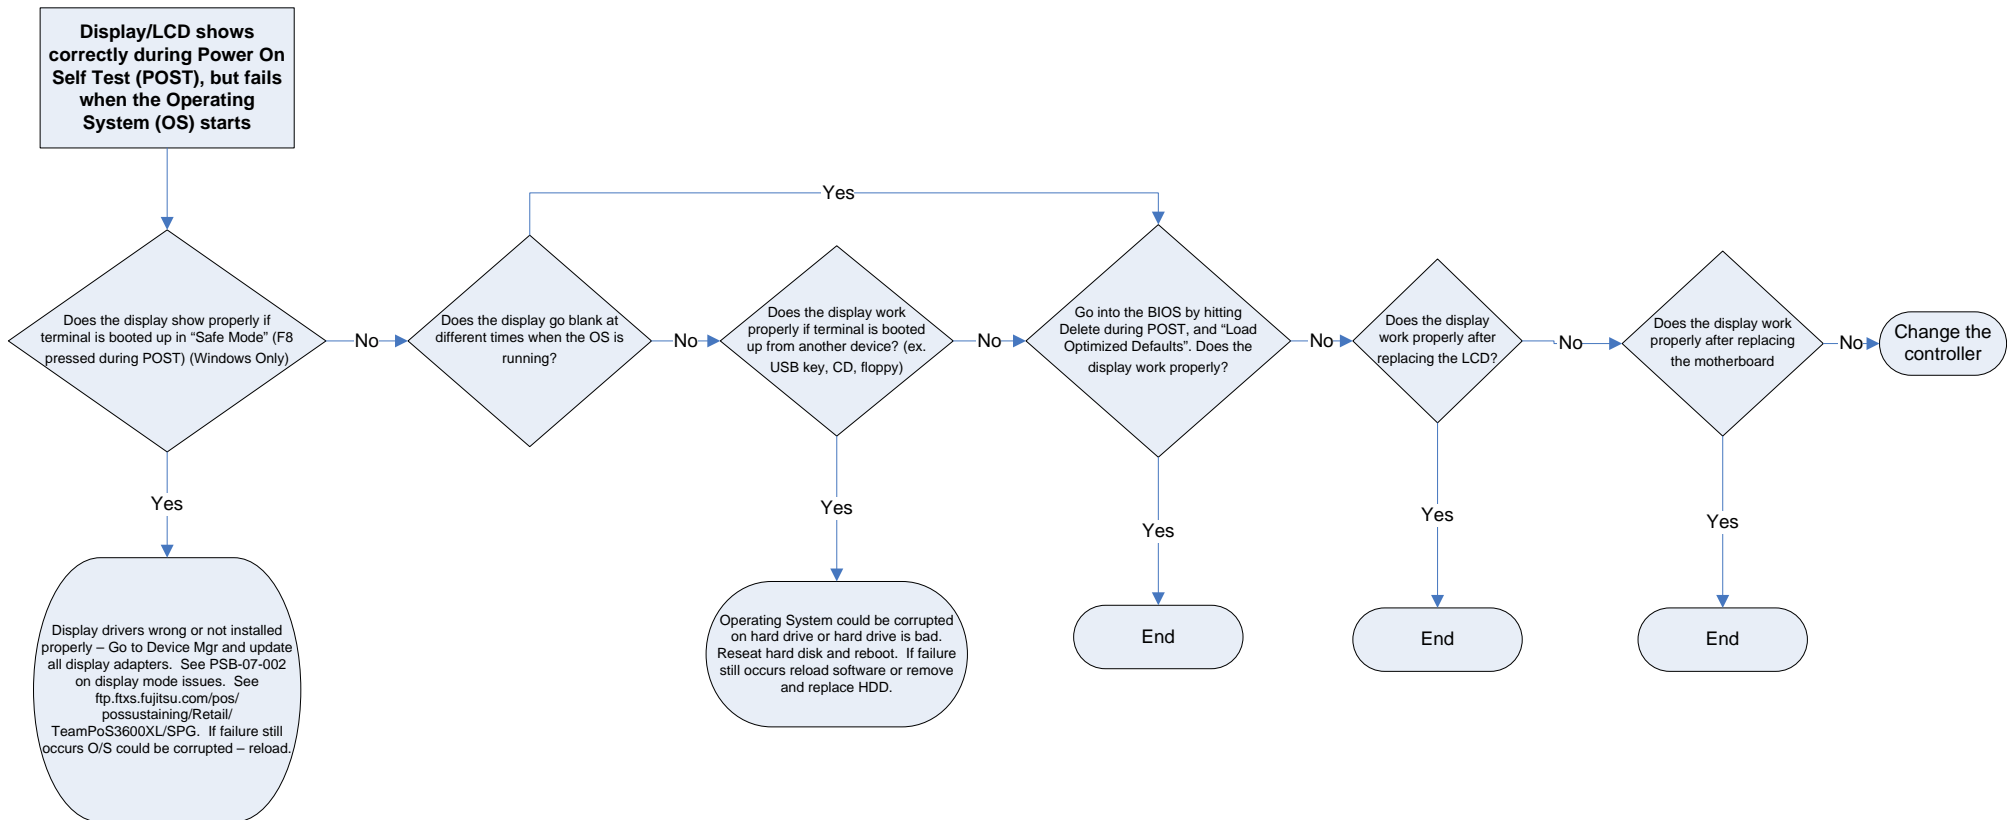 Display/LCD shows
correctly during Power On
Self Test (POST), but fails
when the Operating
System (OS) starts
Does the display show properly if
terminal is booted up in “Safe Mode” (F8
pressed during POST) (Windows Only)
No
Yes
Display drivers wrong or not installed
properly – Go to Device Mgr and update
all display adapters.  See PSB-07-002
on display mode issues.  See
ftp.ftxs.fujitsu.com/pos/
possustaining/Retail/
TeamPoS3600XL/SPG.  If failure still
occurs O/S could be corrupted – reload.
Does the display go blank at
different times when the OS is
running?
Yes
No
Does the display work
properly if terminal is booted
up from another device? (ex.
USB key, CD, floppy)
No
Yes
Operating System could be corrupted
on hard drive or hard drive is bad.
Reseat hard disk and reboot.  If failure
still occurs reload software or remove
and replace HDD.
Go into the BIOS by hitting
Delete during POST, and “Load
Optimized Defaults”. Does the
display work properly?
No
Yes
End
Does the display
work properly after
replacing the LCD?
No
Yes
End
Does the display work
properly after replacing
the motherboard
No
Yes
End
Change the
controller